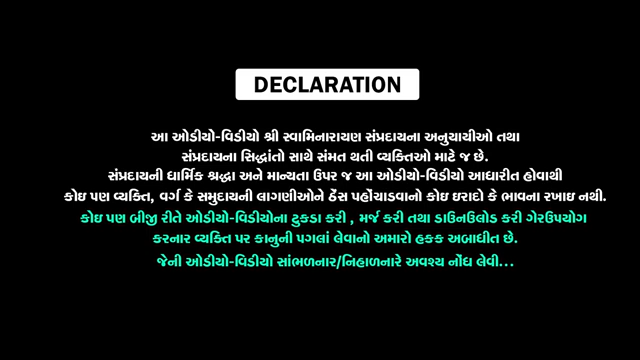 DECLARATION
આ ઓડીયો-વિડીયો શ્રી સ્વામિનારાયણ સંપ્રદાયના અનુયાયીઓ તથા
સંપ્રદાયના સિદ્ધાંતો સાથે સંમત થતી વ્યક્તિઓ માટે જ છે.
સંપ્રદાયની ધાર્મિક શ્રદ્ધા અને માન્યતા ઉપર જ આ ઓડીયો-વિડીયો આધારીત હોવાથી
કોઇ પણ વ્યક્તિ, વર્ગ કે સમુદાયની લાગણીઓને ઠેંસ પહોંચાડવાનો કોઇ ઇરાદો કે ભાવના રખાઇ નથી.
કોઇ પણ બીજી રીતે ઓડીયો-વિડીયોના ટુકડા કરી , મર્જ કરી તથા ડાઉનલોડ કરી ગેરઉપયોગ
કરનાર વ્યક્તિ પર કાનુની પગલાં લેવાનો અમારો હક્ક અબાધીત છે.
જેની ઓડીયો-વિડીયો સાંભળનાર/નિહાળનારે અવશ્ય નોંધ લેવી...